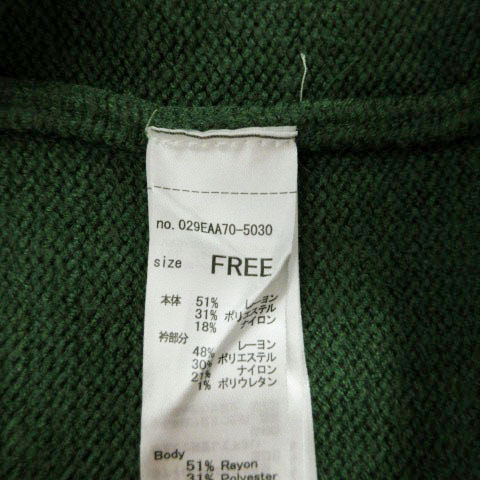 no.029EAA70-5030
size FREE
本体 51% レーヨン
31% ポリエステル
18% ナイロン
衿部分
48% レーヨン
30% ポリエステル
21% ナイロン
1% ポリウレタン
Body
51% Rayon
31% Polyester